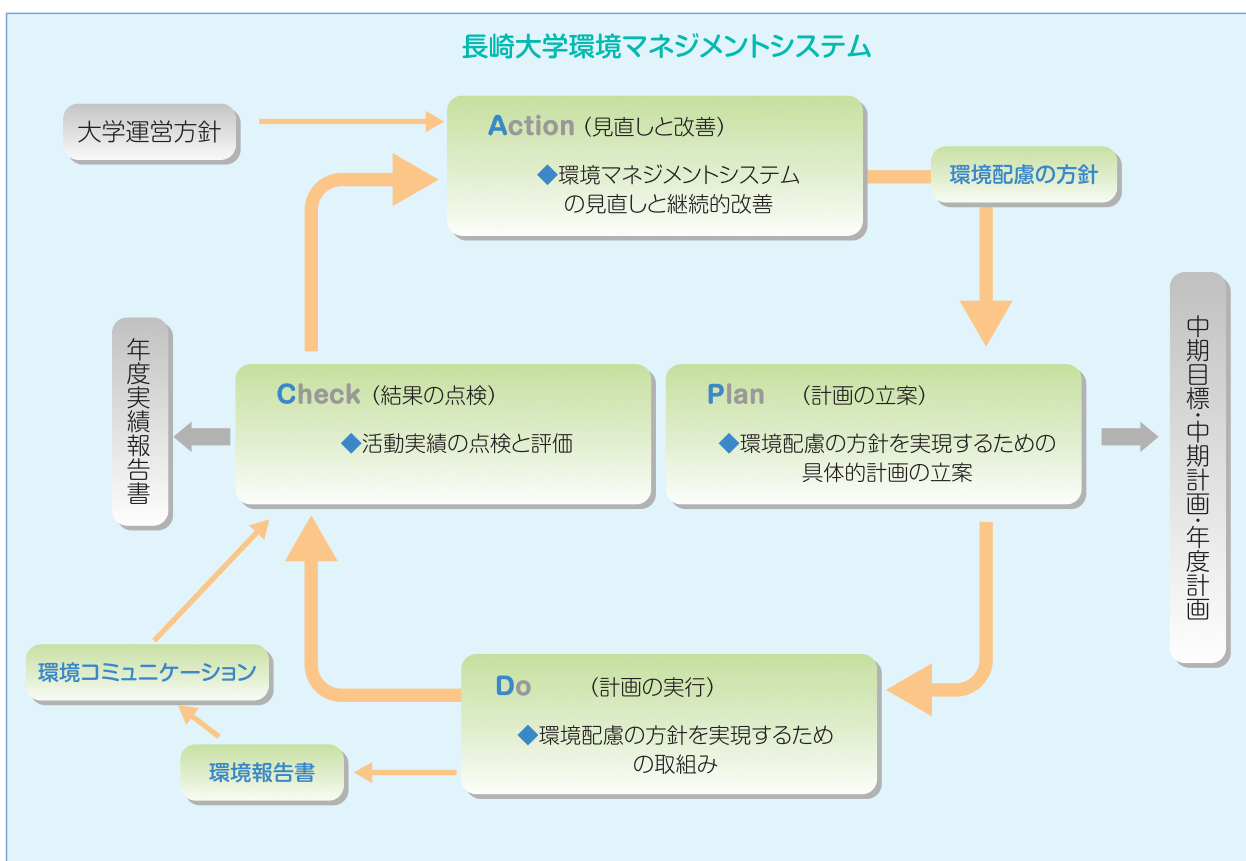 長崎大学環境マネジメントシステム
大学運営方針
Action（見直しと改善）
◆環境マネジメントシステム
の見直しと継続的改善
環境配慮の方針
年度実績報告書
Check（結果の点検）
◆活動実績の点検と評価
Plan （計画の立案）
◆環境配慮の方針を実現するための
具体的計画の立案
中期目標・中期計画・年度計画
環境コミュニケーション
Do （計画の実行）
◆環境配慮の方針を実現するため
の取組み
環境報告書